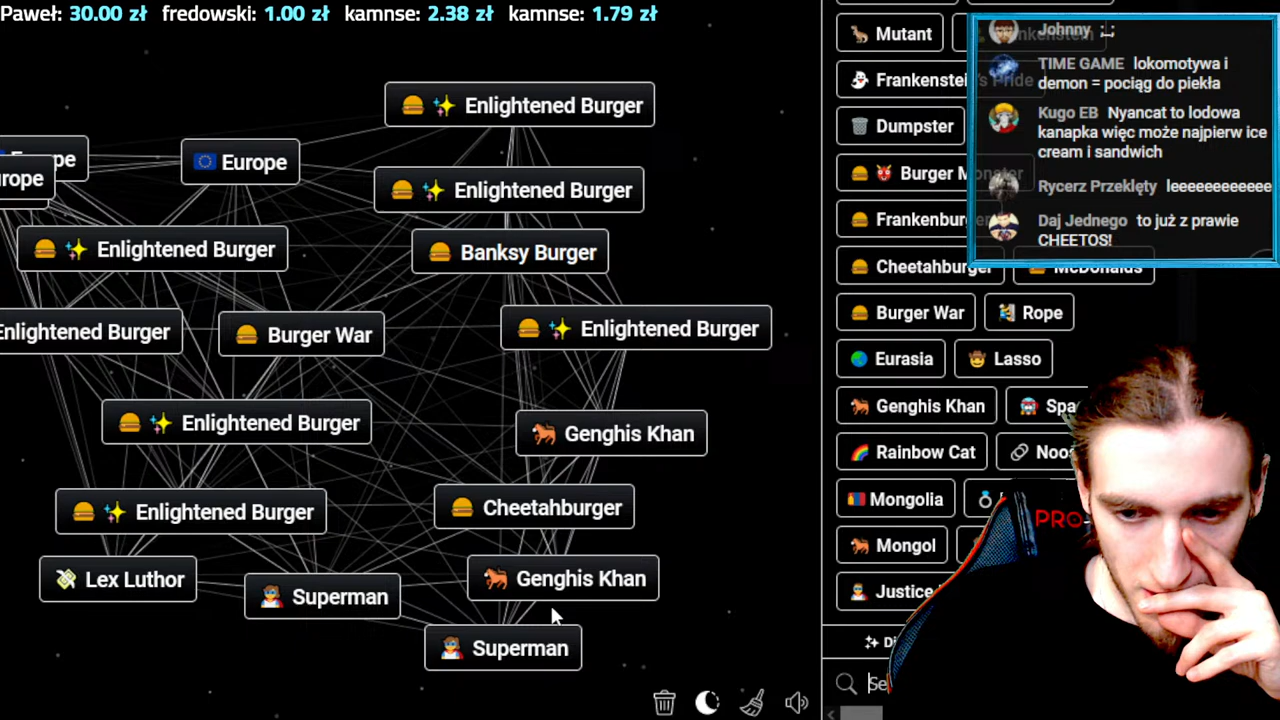 Paweł: 30.00 zł fredowski: 1.00 zł kamnse: 2.38 zł kamnse: 1.79 zł
Enlightened Burger
Europe
Enlightened Burger
Enlightened Burger
Banksy Burger
Enlightened Burger
Burger War
Enlightened Burger
Enlightened Burger
Genghis Khan
Enlightened Burger
Cheetahburger
Lex Luthor
Superman
Genghis Khan
Superman
Mutant
Dumpster
Burger
Cheetahburger
McDonalds
Burger War
Rope
Eurasia
Lasso
Genghis Khan
Rainbow Cat
Mongolia
Mongol
Justice
Johnny ;_;
TIME GAME lokomotywa i
demon = pociąg do piekła
Kugo EB Nyancat to lodowa
kanapka więc może najpierw ice
cream i sandwich
Rycerz Przeklęty leeeeeeeeeeee
Daj Jednego to już z prawie
CHEETOS!
PRO